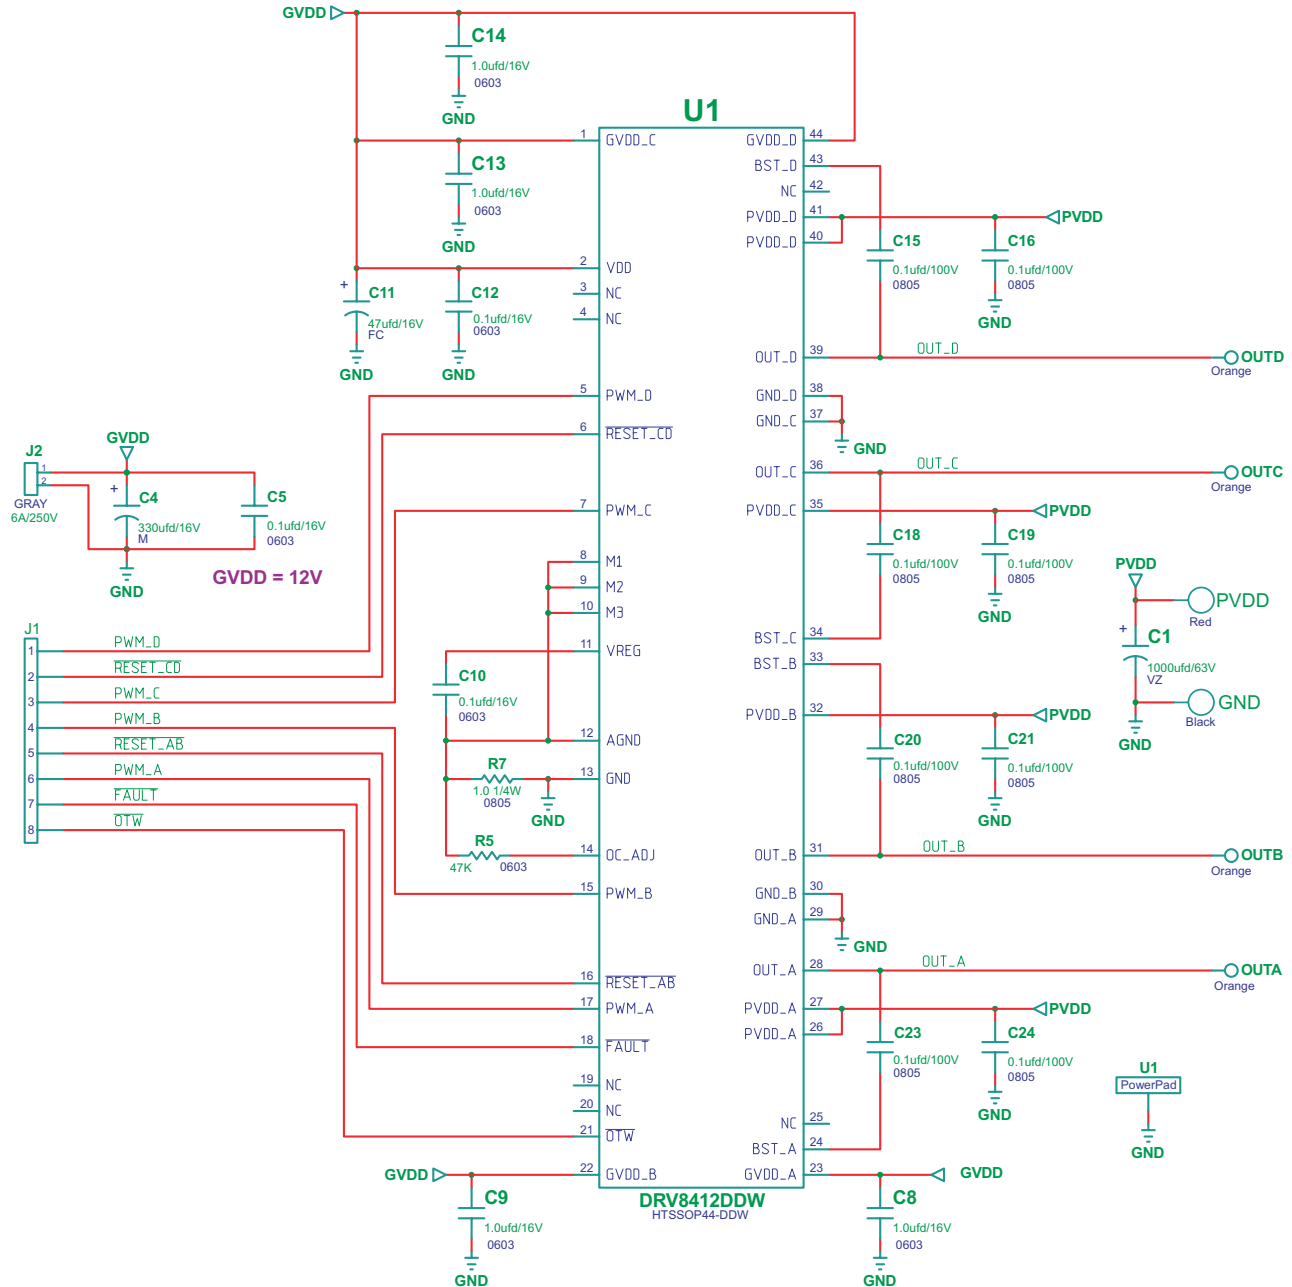 GVDD
C14
1.0ufd/16V
0603
GND
U1
1 GVDD_C
GVDD_D 44
C13
1.0ufd/16V
0603
GND
BST_D 43
NC 42
PVDD_D 41
PVDD_D 40
PVDD
C15
0.1ufd/100V
0805
C16
0.1ufd/100V
0805
GND
2 VDD
3 NC
4 NC
+
C11
47ufd/16V
FC
GND
C12
0.1ufd/16V
0603
GND
OUT_D 39
OUT_D
OUTD
Orange
5 PWM_D
GND_D 38
GND_C 37
GND
6 RESET_CD
J2
1
2
GRAY
6A/250V
GVDD
+
C4
330ufd/16V
M
GND
C5
0.1ufd/16V
0603
GVDD = 12V
OUT_C 36
OUT_C
OUTC
Orange
7 PWM_C
PVDD_C 35
PVDD
C18
0.1ufd/100V
0805
C19
0.1ufd/100V
0805
GND
8 M1
9 M2
10 M3
PVDD
PVDD
Red
+
C1
1000ufd/63V
VZ
GND
Black
GND
J1
1 PWM_D
2 RESET_CD
3 PWM_C
4 PWM_B
5 RESET_AB
6 PWM_A
7 FAULT
8 OTW
BST_C 34
BST_B 33
11 VREG
C10
0.1ufd/16V
0603
PVDD_B 32
PVDD
C20
0.1ufd/100V
0805
C21
0.1ufd/100V
0805
GND
12 AGND
13 GND
R7
1.0 1/4W
0805
GND
R5
47K
0603
14 OC_ADJ
OUT_B 31
OUT_B
OUTB
Orange
15 PWM_B
GND_B 30
GND_A 29
GND
16 RESET_AB
OUT_A 28
OUT_A
OUTA
Orange
17 PWM_A
PVDD_A 27
PVDD_A 26
PVDD
18 FAULT
C23
0.1ufd/100V
0805
C24
0.1ufd/100V
0805
GND
U1
PowerPad
GND
19 NC
20 NC
21 OTW
NC 25
BST_A 24
GVDD
22 GVDD_B
GVDD_A 23
GVDD
C9
1.0ufd/16V
0603
GND
DRV8412DDW
HTSSOP44-DDW
C8
1.0ufd/16V
0603
GND